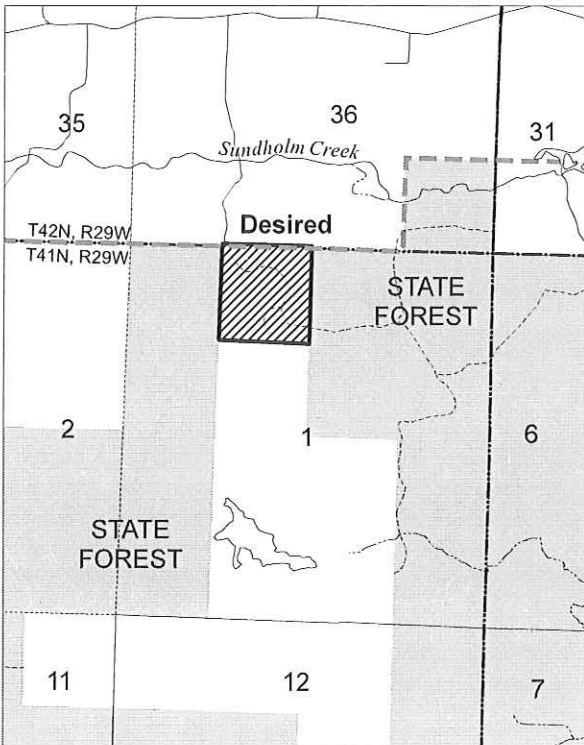 35
36
31
Sundholm Creek
T42N, R29W
Desired
T41N, R29W
STATE
FOREST
2
1
6
STATE
FOREST
11
12
7